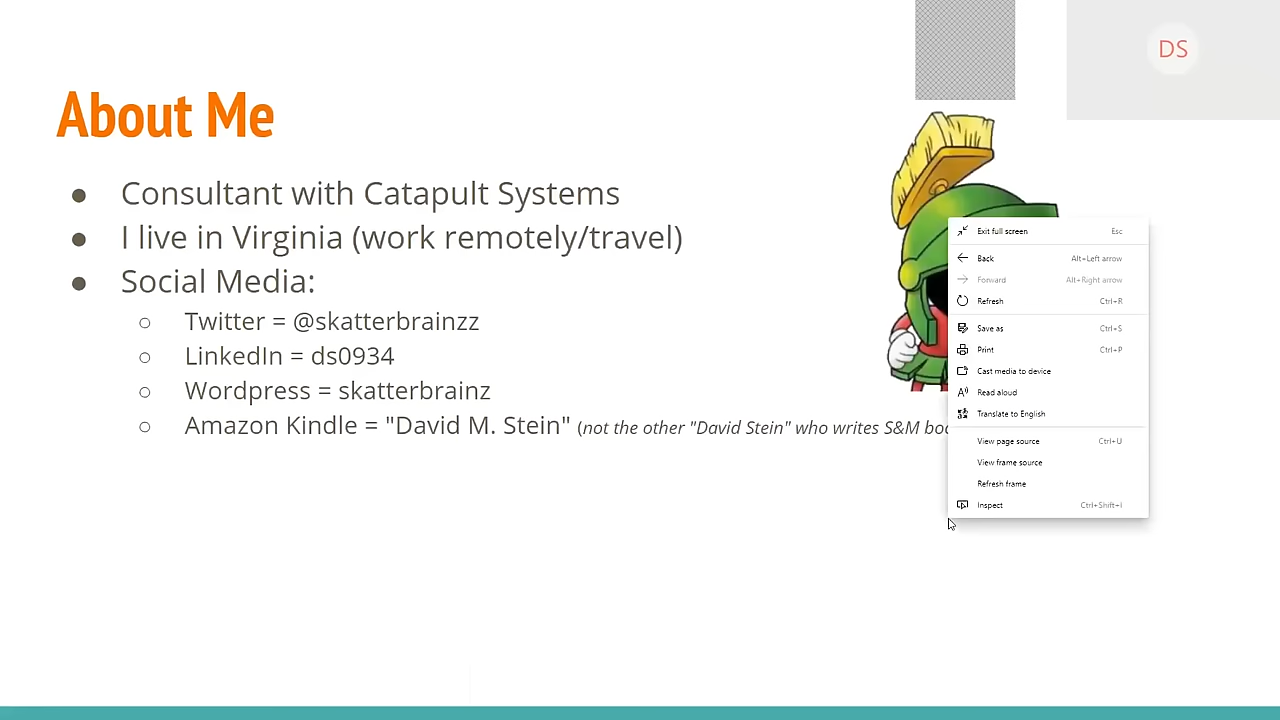 DS
About Me
● Consultant with Catapult Systems
● I live in Virginia (work remotely/travel)
● Social Media:
○ Twitter = @skatterbrainzz
○ LinkedIn = ds0934
○ Wordpress = skatterbrainz
○ Amazon Kindle = "David M. Stein" (not the other "David Stein" who writes S&M
Exit full screen Esc
Back Alt+Left arrow
Forward Alt+Right arrow
Refresh Ctrl+R
Save as Ctrl+S
Print Ctrl+P
Cast media to device
Read aloud
Translate to English
View page source Ctrl+U
View frame source
Refresh frame
Inspect Ctrl+Shift+I